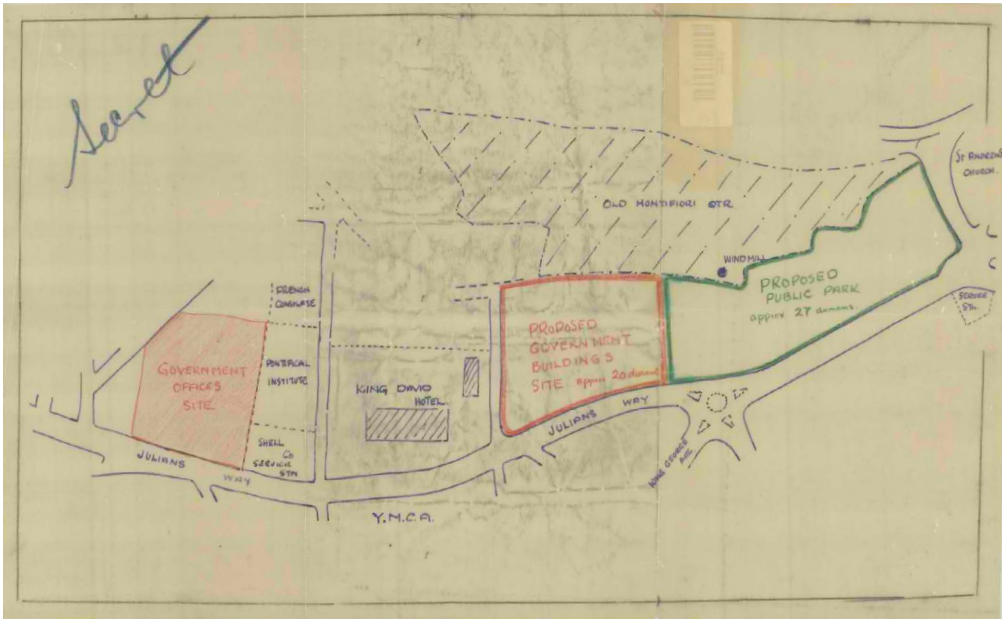 Secret
ST ANDREWS
CHURCH.
OLD MONTIFIORI QTR.
WINDMILL
FRENCH
CONSULATE
PROPOSED
PUBLIC PARK
approx 27 dunams.
SERVICE
STN.
PROPOSED
GOVERNMENT
BUILDINGS
SITE approx 20 dunams
GOVERNMENT
OFFICES
SITE.
PONTIFICAL
INSTITUTE
KING DAVID
HOTEL.
JULIANS WAY
KING GEORGE
AVE
SHELL
Co
SERVICE
STN
JULIANS WAY
Y.M.C.A.